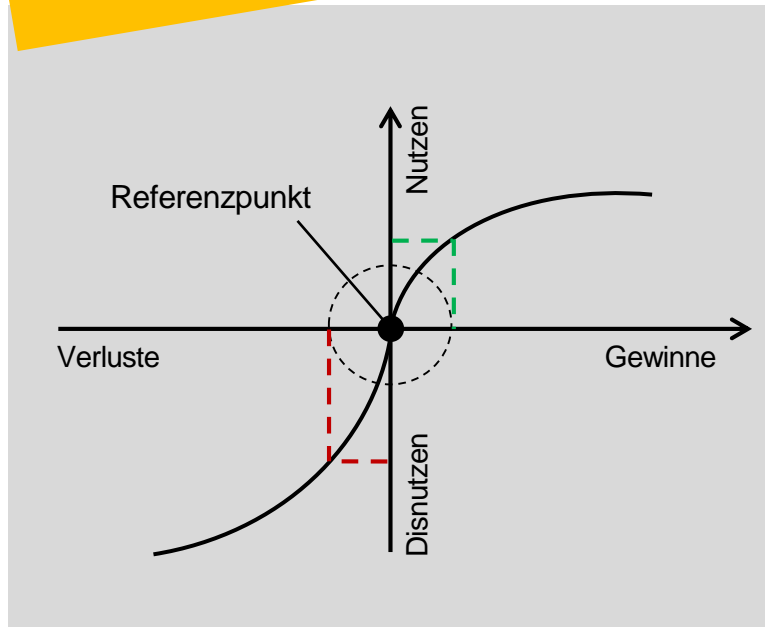 Nutzen
Referenzpunkt
Verluste
Gewinne
Disnutzen